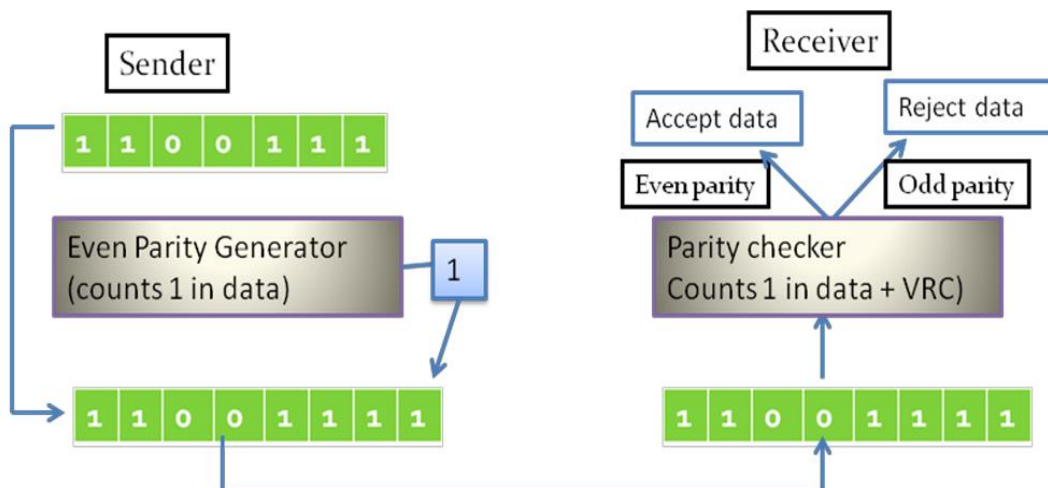 Sender
1 1 0 0 1 1 1
Even Parity Generator
(counts 1 in data)
1
1 1 0 0 1 1 1 1
Receiver
Accept data
Reject data
Even parity
Odd parity
Parity checker
Counts 1 in data + VRC)
1 1 0 0 1 1 1 1